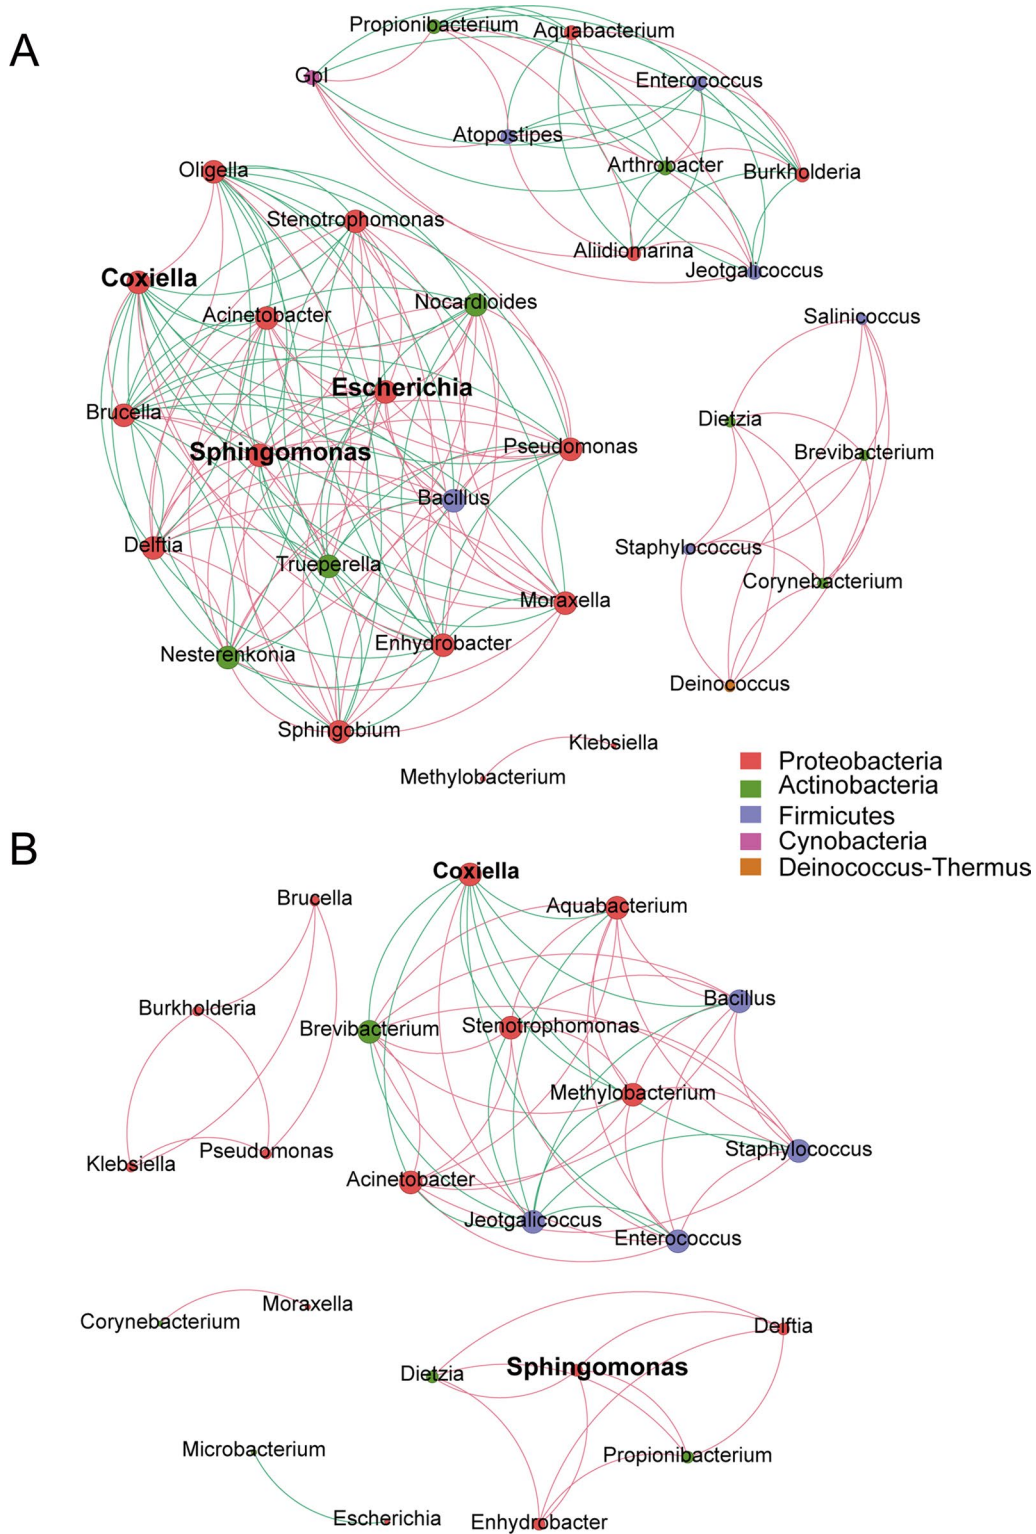 A
Propionibacterium
Aquabacterium
GpI
Enterococcus
Atopostipes
Arthrobacter
Burkholderia
Oligella
Stenotrophomonas
Aliidiomarina
Jeotgalicoccus
Coxiella
Nocardioides
Acinetobacter
Salinicoccus
Escherichia
Brucella
Dietzia
Sphingomonas
Pseudomonas
Brevibacterium
Bacillus
Delftia
Staphylococcus
Trueperella
Corynebacterium
Moraxella
Enhydrobacter
Nesterenkonia
Deinococcus
Sphingobium
Klebsiella
Methylobacterium
Proteobacteria
Actinobacteria
Firmicutes
Cynobacteria
Deinococcus-Thermus
B
Coxiella
Brucella
Aquabacterium
Bacillus
Burkholderia
Brevibacterium
Stenotrophomonas
Methylobacterium
Klebsiella
Pseudomonas
Staphylococcus
Acinetobacter
Jeotgalicoccus
Enterococcus
Moraxella
Corynebacterium
Delftia
Dietzia
Sphingomonas
Microbacterium
Propionibacterium
Escherichia
Enhydrobacter